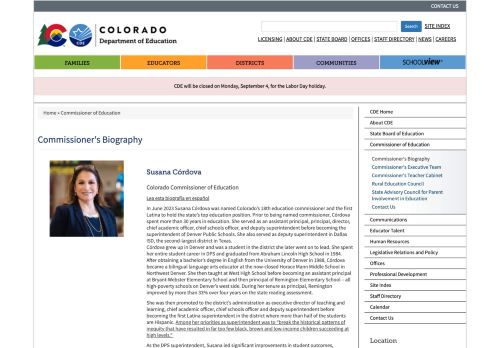 CONTACT US
COLORADO
Department of Education
CDE
Search
SITE INDEX
LICENSING | ABOUT CDE | STATE BOARD | OFFICES | STAFF DIRECTORY | NEWS | CAREERS
FAMILIES
EDUCATORS
DISTRICTS
COMMUNITIES
SCHOOLVIEW
CDE will be closed on Monday, September 4, for the Labor Day holiday.
Home » Commissioner of Education
Commissioner's Biography
Susana Córdova
Colorado Commissioner of Education
Lea esta biografía en español
In June 2023 Susana Córdova was named Colorado's 18th education commissioner and the first
Latina to hold the state's top education position. Prior to being named commissioner, Córdova
spent more than 30 years in education. She served as an assistant principal, principal, director,
chief academic officer, chief schools officer, and deputy superintendent before becoming the
superintendent of Denver Public Schools. She also served as deputy superintendent in Dallas
ISD, the second-largest district in Texas.
Córdova grew up in Denver and was a student in the district she later went on to lead. She spent
her entire student career in DPS and graduated from Abraham Lincoln High School in 1984.
After obtaining a bachelor's degree in English from the University of Denver in 1988, Córdova
became a bilingual language arts educator at the now-closed Horace Mann Middle School in
Northwest Denver. She then taught at West High School before becoming an assistant principal
at Bryant-Webster Elementary School and then principal of Remington Elementary School – all
high-poverty schools on Denver's west side. During her tenure as principal, Remington
improved by more than 35% over four years on the state reading assessment.
She was then promoted to the district's administration as executive director of teaching and
learning, chief academic officer, chief schools officer and deputy superintendent before
becoming the first Latina superintendent in the district where more than half of the students
are Hispanic. Among her priorities as superintendent was to "break the historical patterns of
inequity that have resulted in far too few black, brown and low-income children succeeding at
high levels."
As the DPS superintendent, Susana led significant improvements in student outcomes,
CDE Home
About CDE
State Board of Education
Commissioner of Education
Commissioner's Biography
Commissioner's Executive Team
Commissioner's Teacher Cabinet
Rural Education Council
State Advisory Council for Parent
Involvement in Education
Contact Us
Communications
Educator Talent
Human Resources
Legislative Relations and Policy
Offices
Professional Development
Site Index
Staff Directory
Calendar
Contact Us
Location